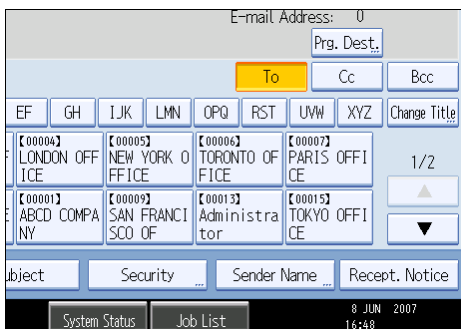 E-mail Address: 0
Prg. Dest.
To Cc Bcc
EF GH IJK LMN OPQ RST UVW XYZ Change Title
[00004] [00005] [00006] [00007]
LONDON OFF NEW YORK O TORONTO OF PARIS OFFI
ICE FFICE FICE CE
1/2
[00001] [00009] [00013] [00015]
ABCD COMPA SAN FRANCI Administra TOKYO OFFI
NY SCO OF tor CE
ubject Security Sender Name Recept. Notice
System Status Job List 8 JUN 2007
16:48